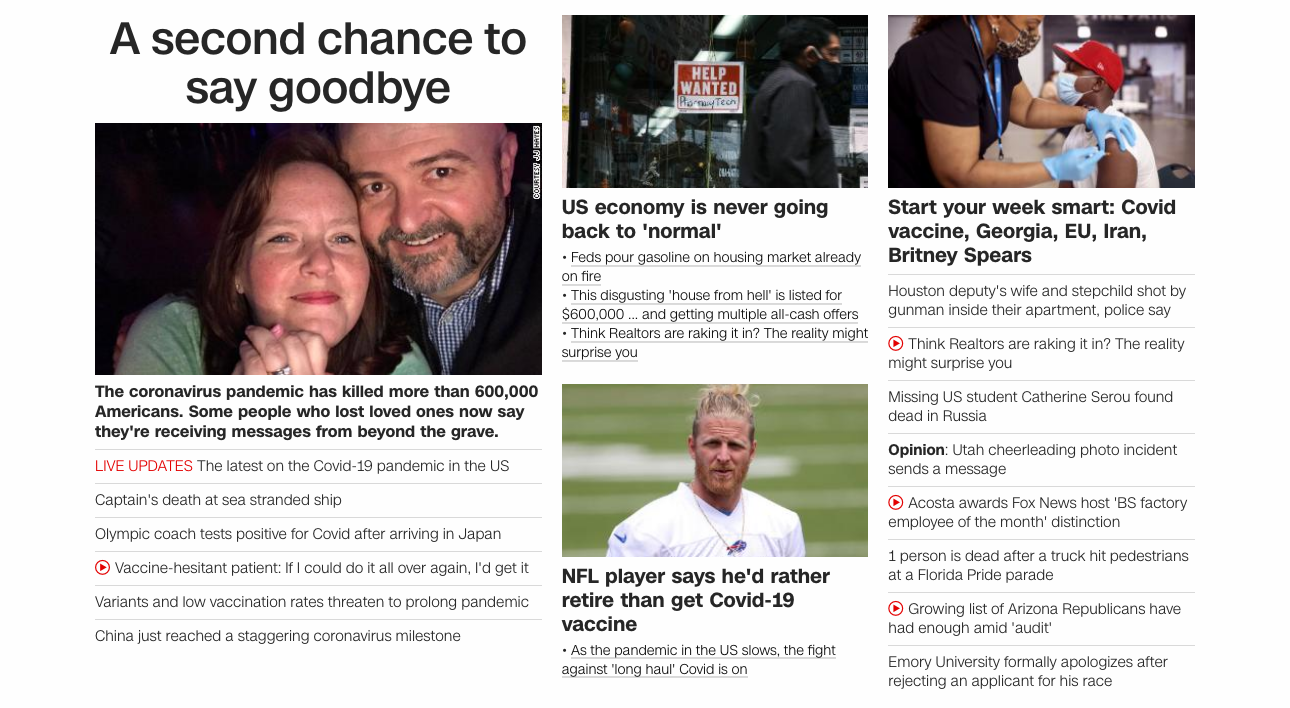 A second chance to
say goodbye
COURTESY JJ HAYES
The coronavirus pandemic has killed more than 600,000
Americans. Some people who lost loved ones now say
they're receiving messages from beyond the grave.
LIVE UPDATES The latest on the Covid-19 pandemic in the US
Captain's death at sea stranded ship
Olympic coach tests positive for Covid after arriving in Japan
Vaccine-hesitant patient: If I could do it all over again, I'd get it
Variants and low vaccination rates threaten to prolong pandemic
China just reached a staggering coronavirus milestone
HELP
WANTED
Pharmacy Tech
US economy is never going
back to 'normal'
• Feds pour gasoline on housing market already
on fire
• This disgusting 'house from hell' is listed for
$600,000 ... and getting multiple all-cash offers
• Think Realtors are raking it in? The reality might
surprise you
NFL player says he'd rather
retire than get Covid-19
vaccine
• As the pandemic in the US slows, the fight
against 'long haul' Covid is on
Start your week smart: Covid
vaccine, Georgia, EU, Iran,
Britney Spears
Houston deputy's wife and stepchild shot by
gunman inside their apartment, police say
Think Realtors are raking it in? The reality
might surprise you
Missing US student Catherine Serou found
dead in Russia
Opinion: Utah cheerleading photo incident
sends a message
Acosta awards Fox News host 'BS factory
employee of the month' distinction
1 person is dead after a truck hit pedestrians
at a Florida Pride parade
Growing list of Arizona Republicans have
had enough amid 'audit'
Emory University formally apologizes after
rejecting an applicant for his race